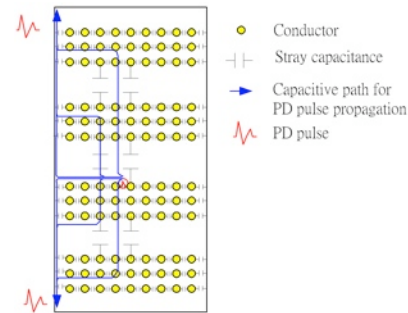 Conductor
Stray capacitance
Capacitive path for
PD pulse propagation
PD pulse